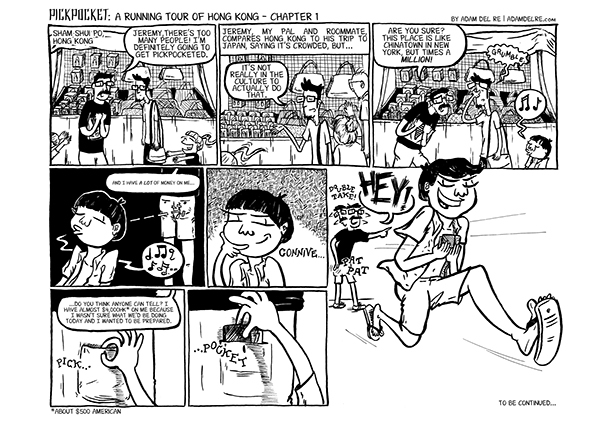 PICKPOCKET: A RUNNING TOUR OF HONG KONG - CHAPTER 1
BY ADAM DEL RE | ADAMDELRE.COM
SHAM SHUI PO,
HONG KONG
JEREMY, THERE'S TOO
MANY PEOPLE! I'M
DEFINITELY GOING TO
GET PICKPOCKETED.
JEREMY, MY PAL AND ROOMMATE,
COMPARES HONG KONG TO HIS TRIP TO
JAPAN, SAYING IT'S CROWDED, BUT...
IT'S NOT
REALLY IN THE
CULTURE TO
ACTUALLY DO
THAT.
ARE YOU SURE?
THIS PLACE IS LIKE
CHINATOWN IN NEW
YORK, BUT TIMES A
MILLION!
GRUMBLE
AND I HAVE A LOT OF MONEY ON ME...
CONNIVE...
DOUBLE
TAKE!
HEY!
PAT
PAT
...DO YOU THINK ANYONE CAN TELL? I
HAVE ALMOST $4,000HK* ON ME BECAUSE
I WASN'T SURE WHAT WE'D BE DOING
TODAY AND I WANTED TO BE PREPARED.
PICK...
...POCKET
*ABOUT $500 AMERICAN
TO BE CONTINUED...